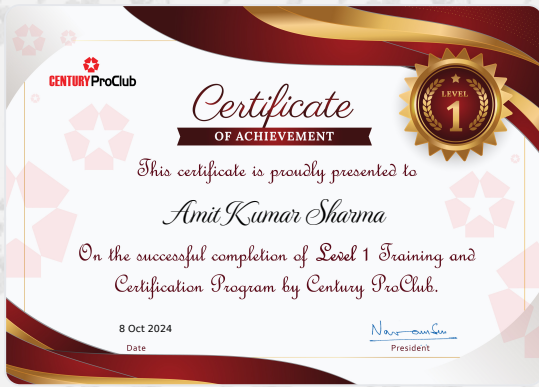 CENTURY ProClub
Certificate
OF ACHIEVEMENT
LEVEL
1
This certificate is proudly presented to
Amit Kumar Sharma
On the successful completion of Level 1 Training and
Certification Program by Century ProClub.
8 Oct 2024
Date
President